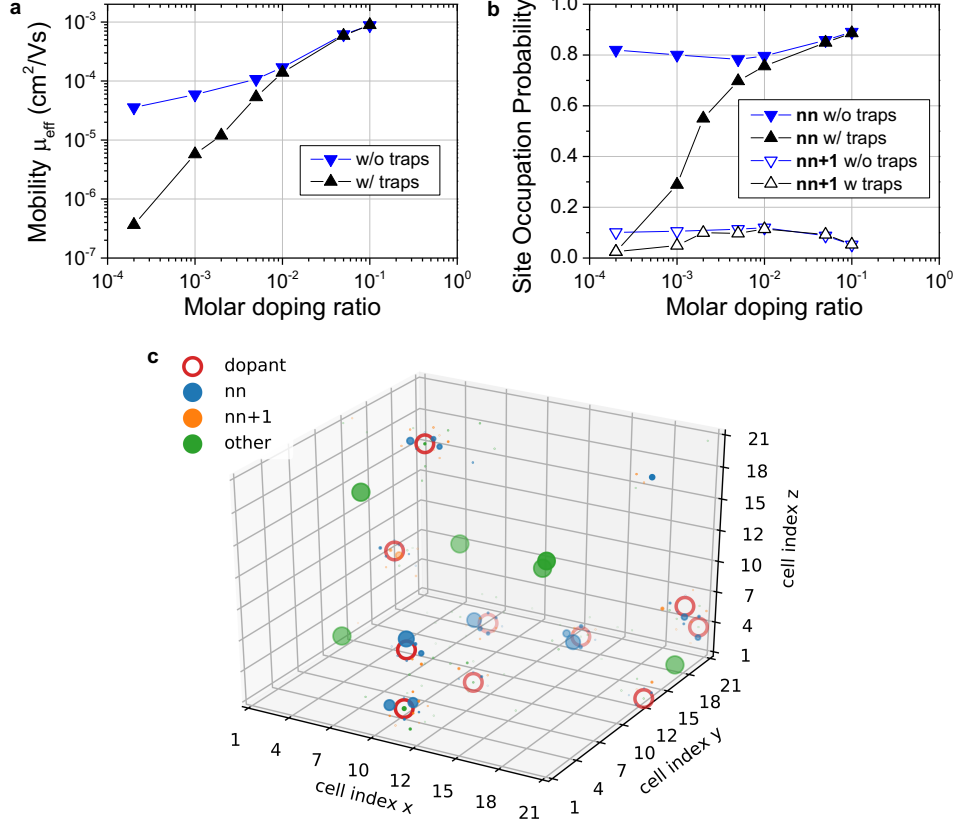 a
Mobility μ_eff (cm²/Vs)
10⁻³
10⁻⁴
10⁻⁵
10⁻⁶
10⁻⁷
w/o traps
w/ traps
10⁻⁴ 10⁻³ 10⁻² 10⁻¹ 10⁰
Molar doping ratio
b
Site Occupation Probability
1.0
0.8
0.6
0.4
0.2
0.0
nn w/o traps
nn w/ traps
nn+1 w/o traps
nn+1 w traps
10⁻⁴ 10⁻³ 10⁻² 10⁻¹ 10⁰
Molar doping ratio
c
dopant
nn
nn+1
other
21
18
15
12
10
7
4
1
cell index z
1 4 7 10 12 15 18 21
cell index x
1 4 7 10 12 15 18 21
cell index y